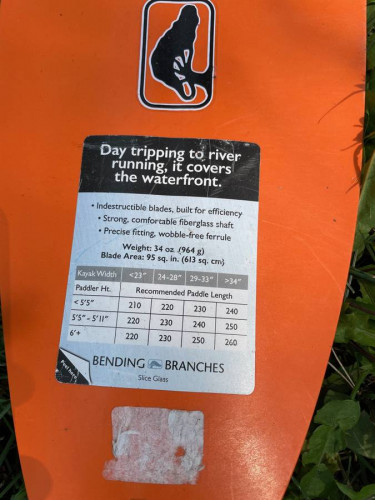 Day tripping to river
running, it covers
the waterfront.
• Indestructible blades, built for efficiency
• Strong, comfortable fiberglass shaft
• Precise fitting, wobble-free ferrule
Weight: 34 oz. (964 g)
Blade Area: 95 sq. in. (613 sq. cm)
Kayak Width <23" 24-28" 29-33" >34"
Paddler Ht. Recommended Paddle Length
< 5'5" 210 220 230 240
5'5" - 5'11" 220 230 240 250
6'+ 220 230 250 260
BENDING BRANCHES
Slice Glass